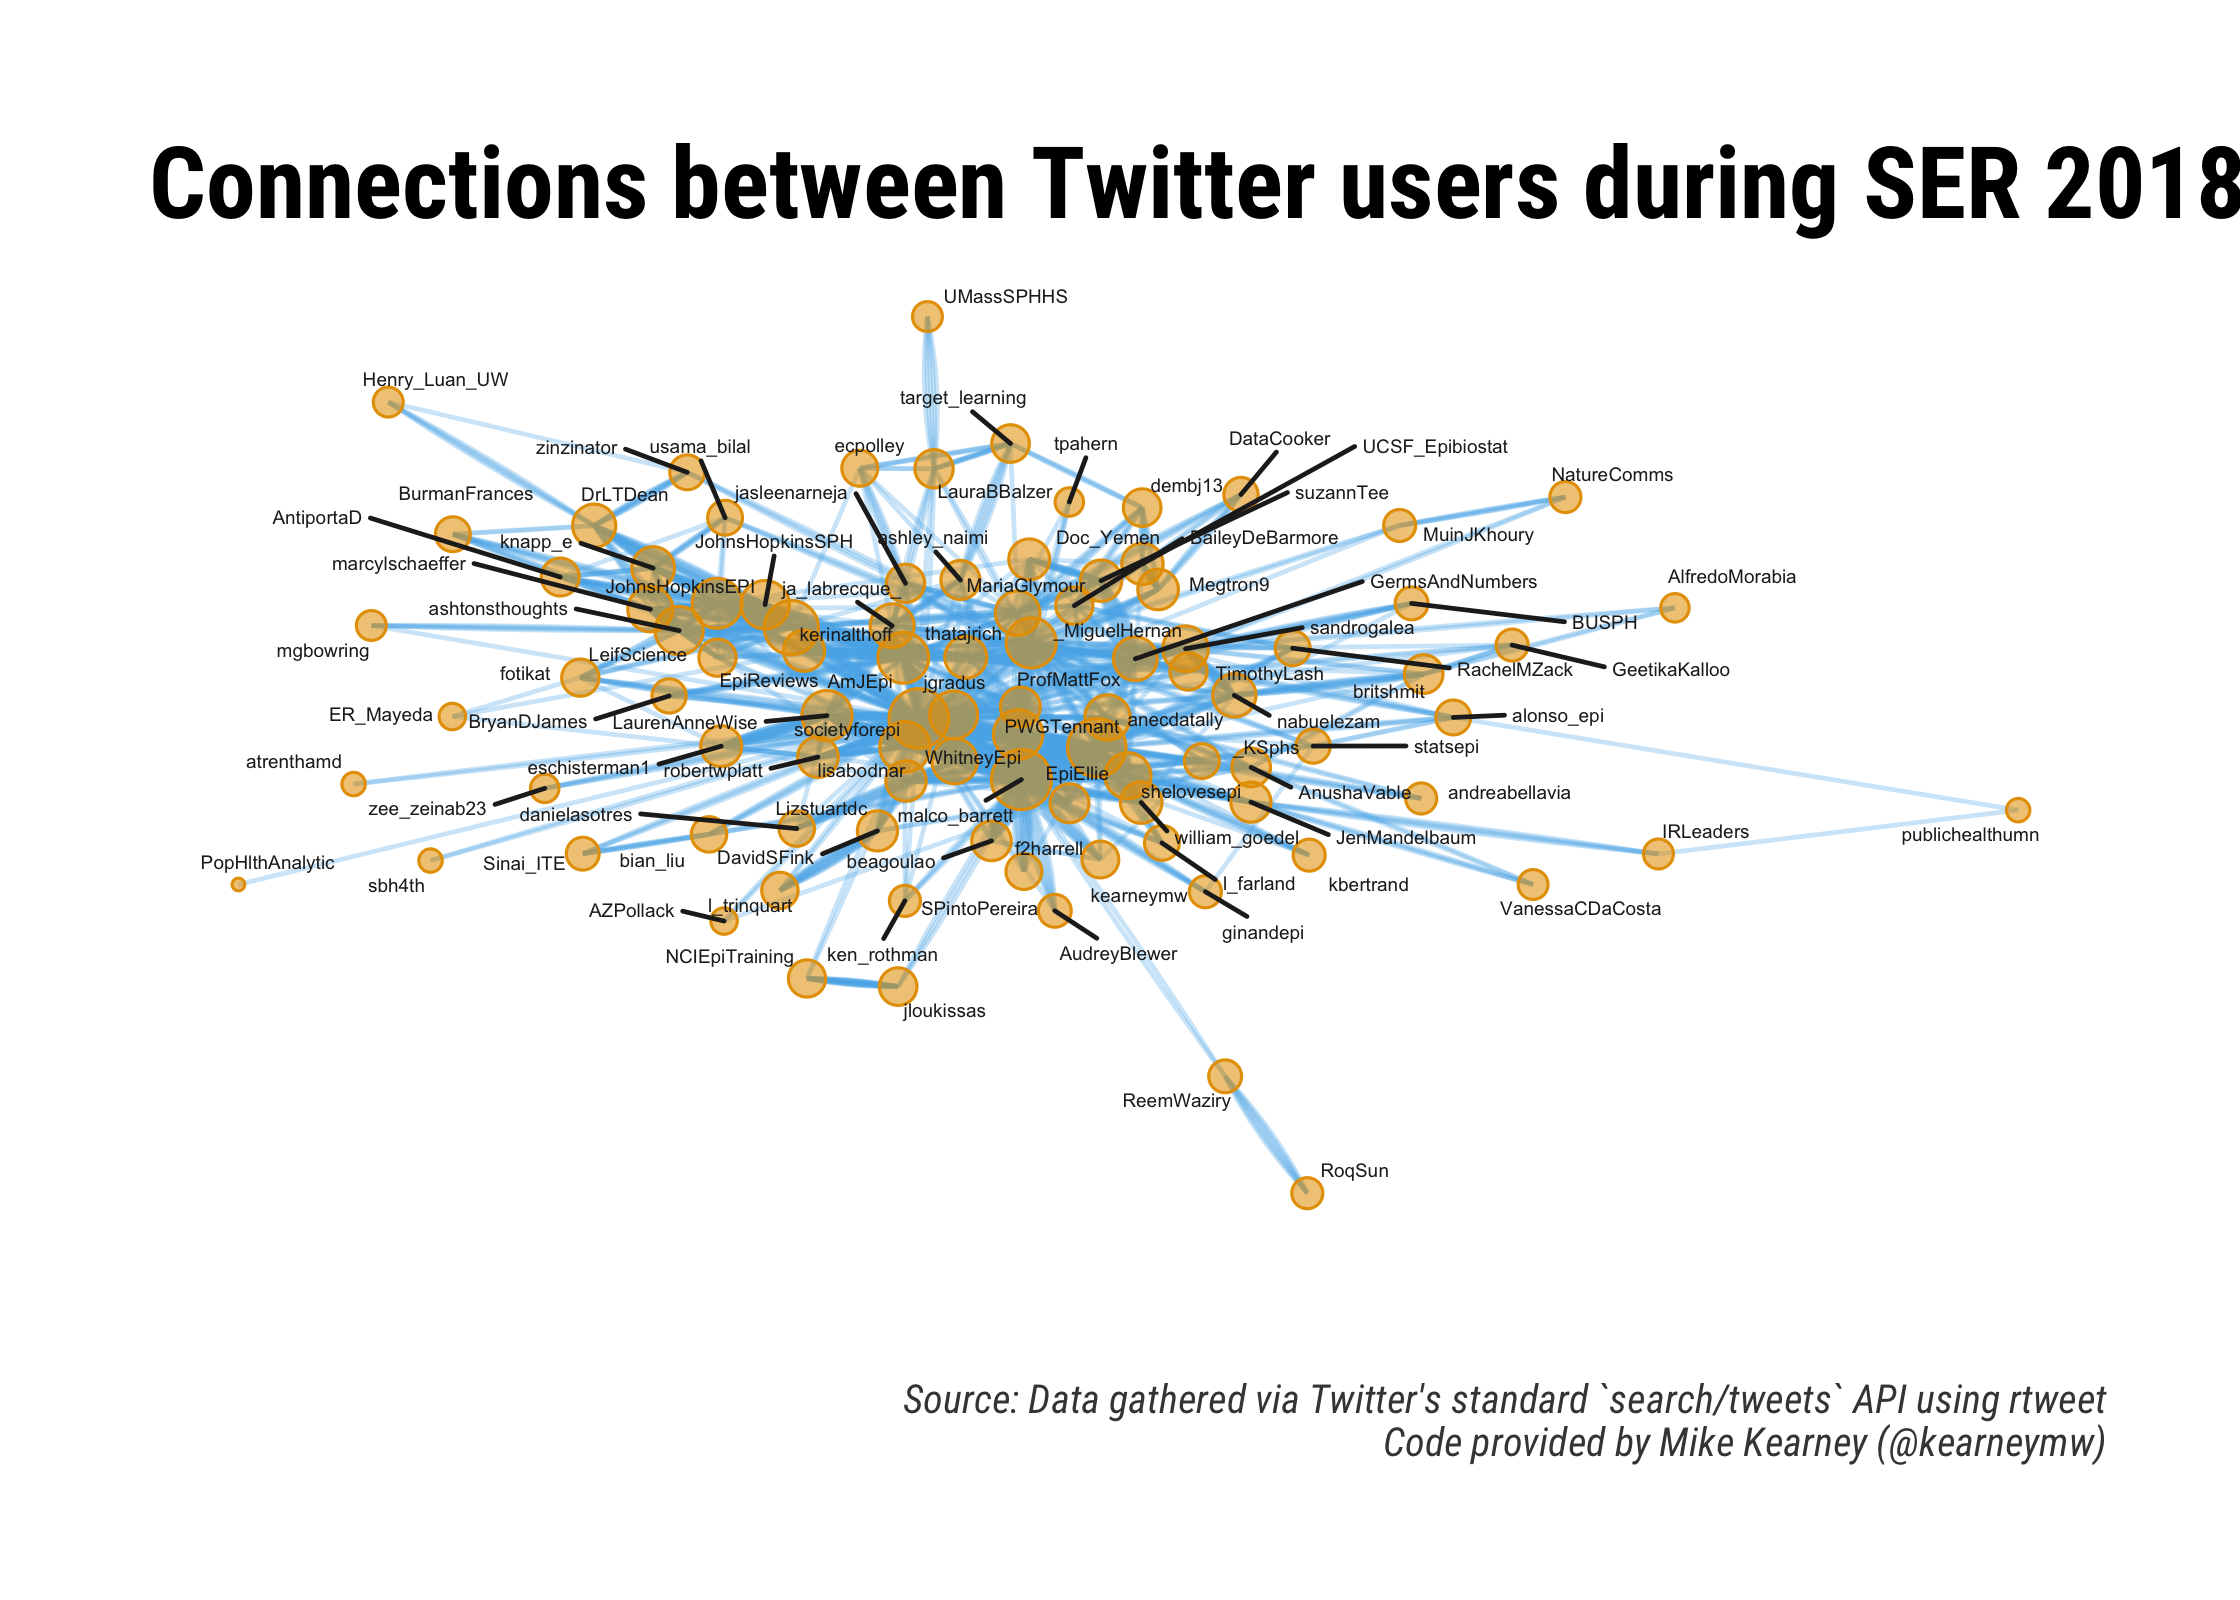 Connections between Twitter users during SER 2018
UMassSPHHS
Henry_Luan_UW
target_learning
zinzinator
usama_bilal
ecpolley
tpahern
DataCooker
UCSF_Epibiostat
NatureComms
BurmanFrances
DrLTDean
jasleenarneja
LauraBBalzer
dembj13
suzannTee
AntiportaD
knapp_e
JohnsHopkinsSPH
ashley_naimi
Doc_Yemen
BaileyDeBarmore
MuinJKhoury
marcylschaeffer
JohnsHopkinsEPI
ja_labrecque_
MariaGlymour
Megtron9
GermsAndNumbers
AlfredoMorabia
ashtonsthoughts
kerinalthoff
thatajrich
_MiguelHernan
sandrogalea
BUSPH
mgbowring
LeifScience
fotikat
EpiReviews
AmJEpi
jgradus
ProfMattFox
TimothyLash
RachelMZack
GeetikaKalloo
britshmit
ER_Mayeda
BryanDJames
LaurenAnneWise
societyforepi
PWGTennant
anecdatally
nabuelezam
alonso_epi
atrenthamd
eschisterman1
robertwplatt
lisabodnar
WhitneyEpi
EpiEllie
_KSphs
statsepi
zee_zeinab23
danielasotres
Lizstuartdc
malco_barrett
shelovesepi
AnushaVable
andreabellavia
PopHlthAnalytic
sbh4th
Sinai_ITE
bian_liu
DavidSFink
beagoulao
f2harrell
william_goedel
JenMandelbaum
IRLeaders
publichealthumn
AZPollack
l_trinquart
SPintoPereira
kearneymw
l_farland
kbertrand
VanessaCDaCosta
NCIEpiTraining
ken_rothman
AudreyBlewer
ginandepi
jloukissas
ReemWaziry
RoqSun
Source: Data gathered via Twitter's standard `search/tweets` API using rtweet
Code provided by Mike Kearney (@kearneymw)